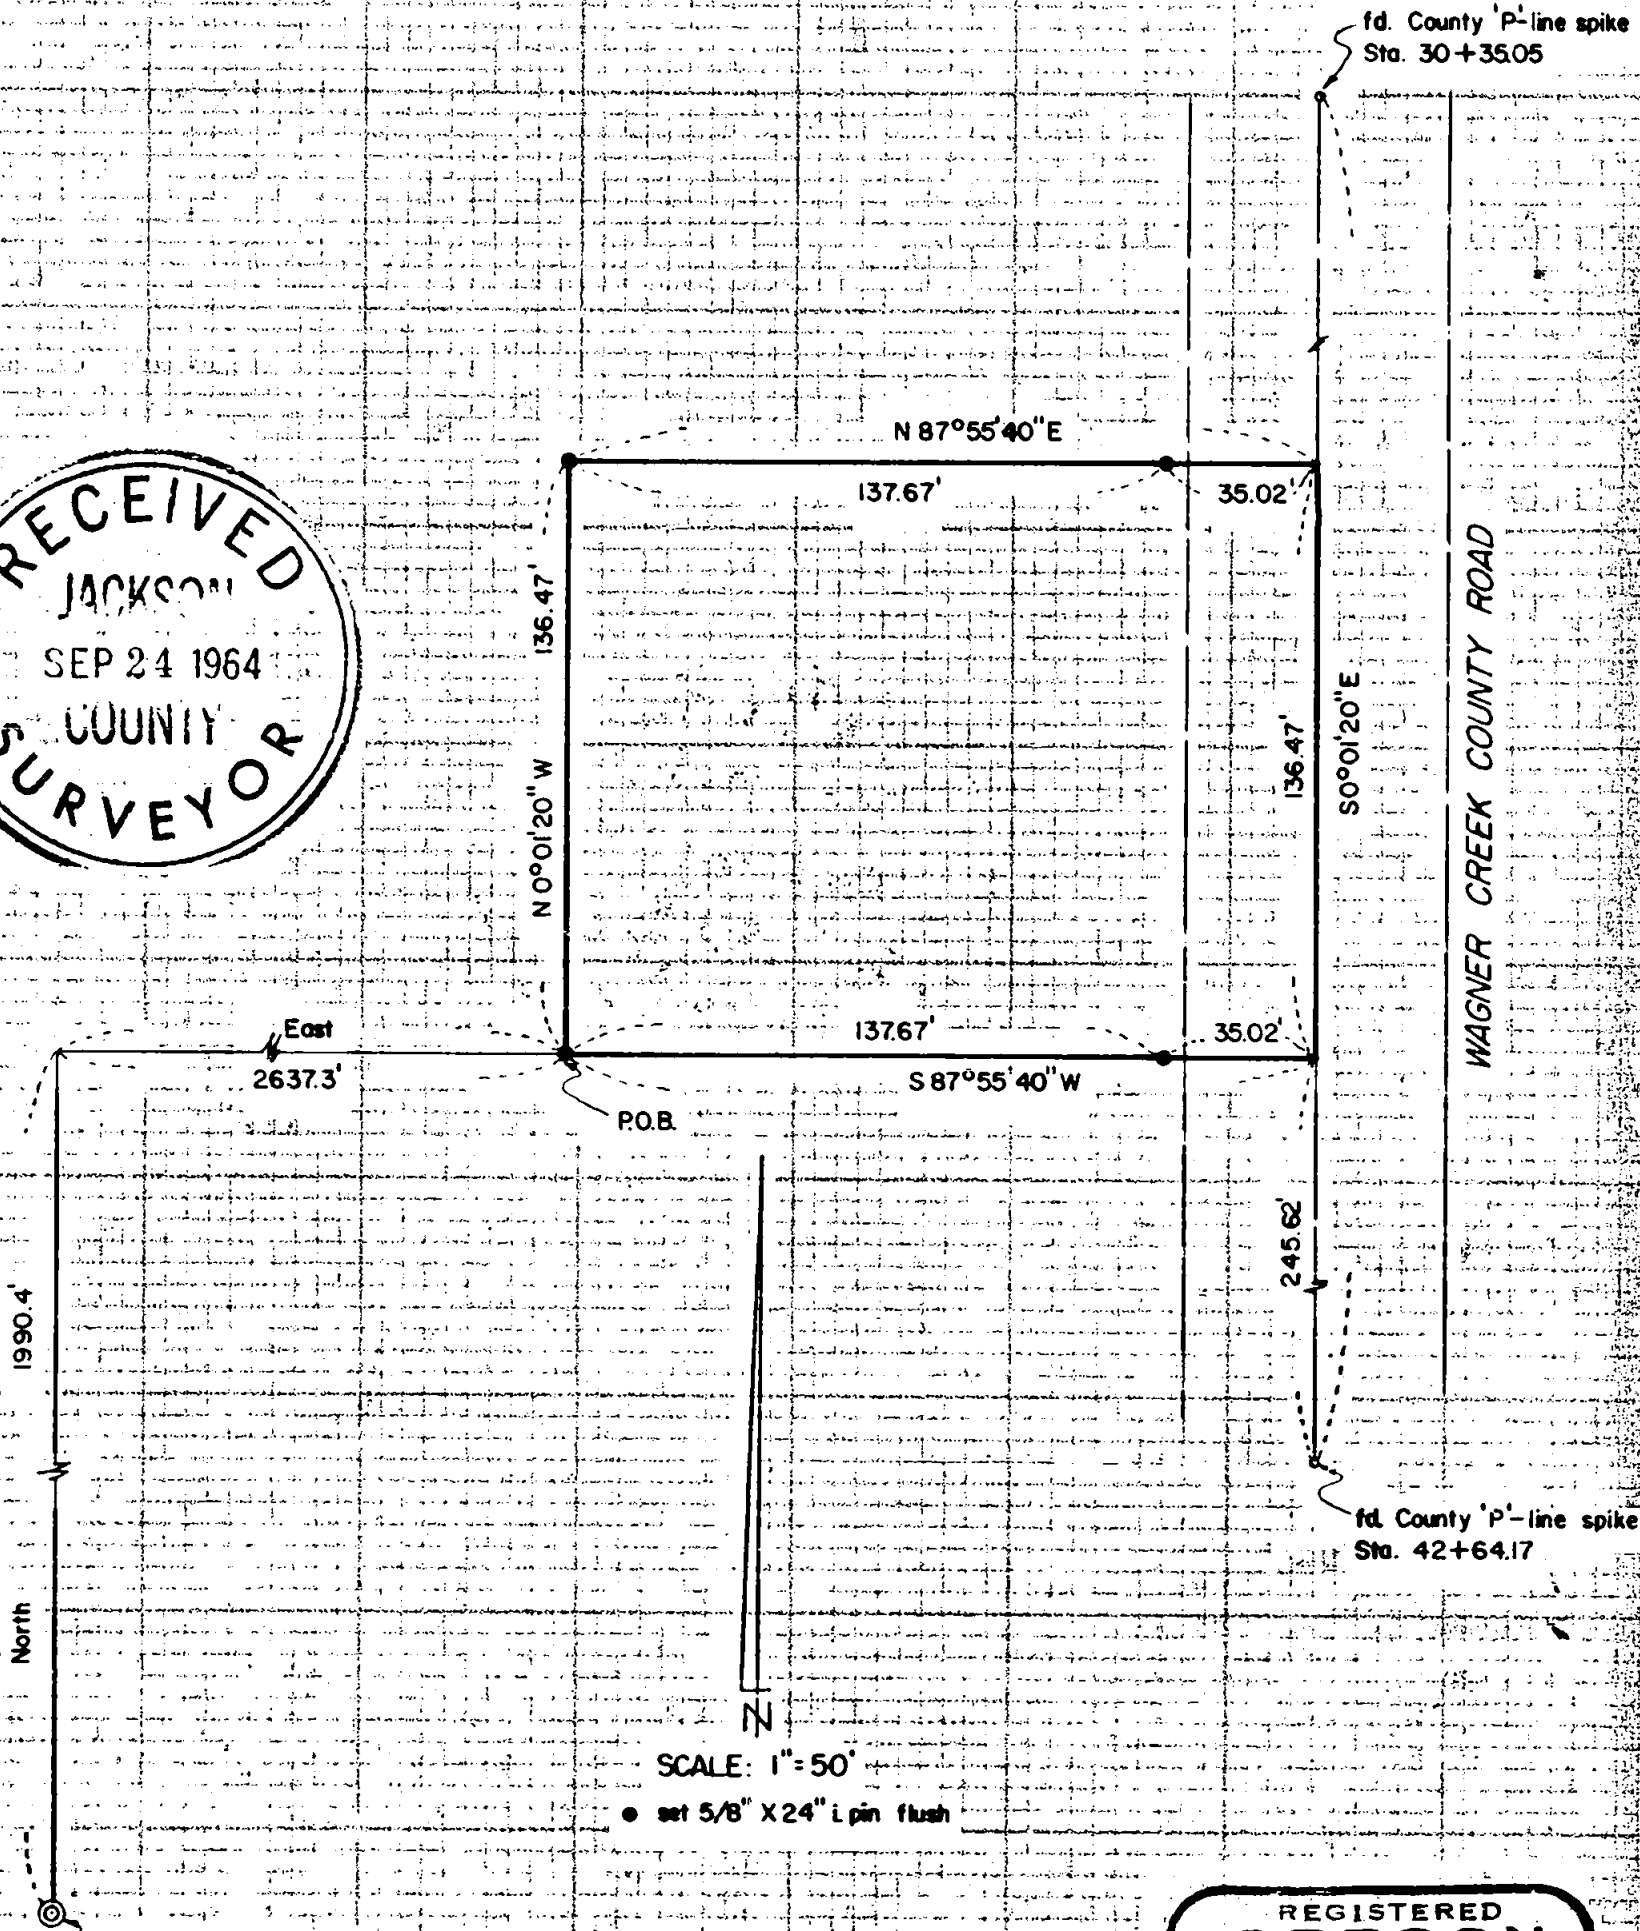 fd. County 'P'-line spike
Sta. 30+35.05
N 87°55'40"E
137.67'
35.02'
RECEIVED
JACKSON
SEP 24 1964
COUNTY
SURVEYOR
136.47'
N 0°01'20" W
136.47'
S0°01'20"E
WAGNER CREEK COUNTY ROAD
East
2637.3'
137.67'
35.02'
S 87°55'40" W
P.O.B.
245.62'
1990.4'
North
fd. County 'P'-line spike
Sta. 42+64.17
N
SCALE: 1"=50'
● set 5/8" X 24" i. pin flush
REGISTERED